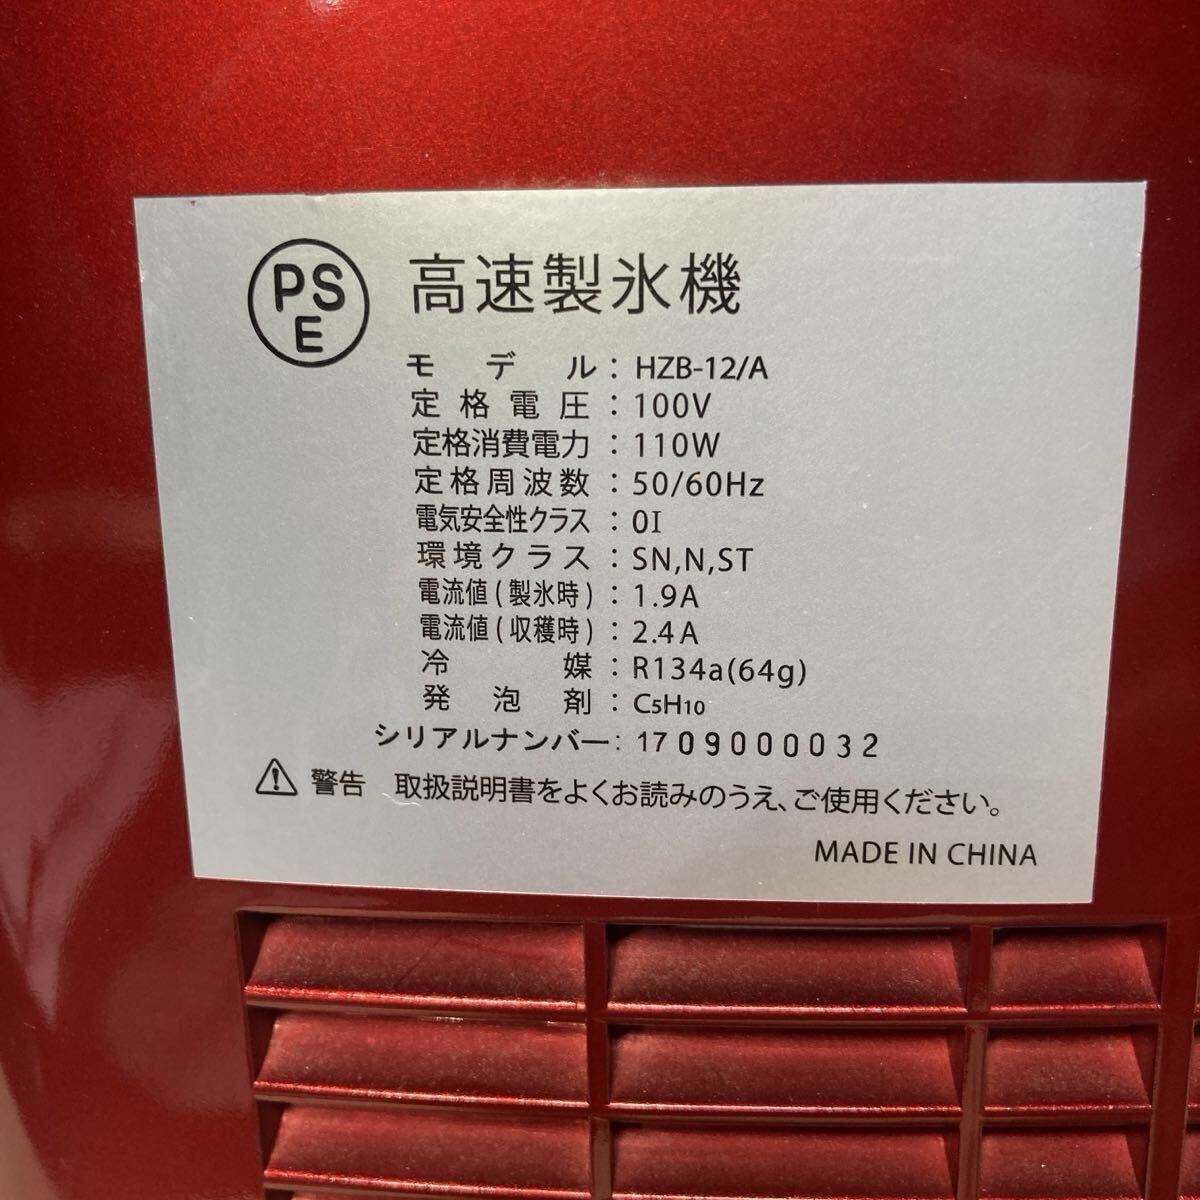 PS
E
高速製氷機
モデル：HZB-12/A
定格電圧：100V
定格消費電力：110W
定格周波数：50/60Hz
電気安全性クラス：0I
環境クラス：SN,N,ST
電流値(製氷時)：1.9A
電流値(収穫時)：2.4A
冷媒：R134a(64g)
発泡剤：C5H10
シリアルナンバー：1709000032
警告 取扱説明書をよくお読みのうえ、ご使用ください。
MADE IN CHINA